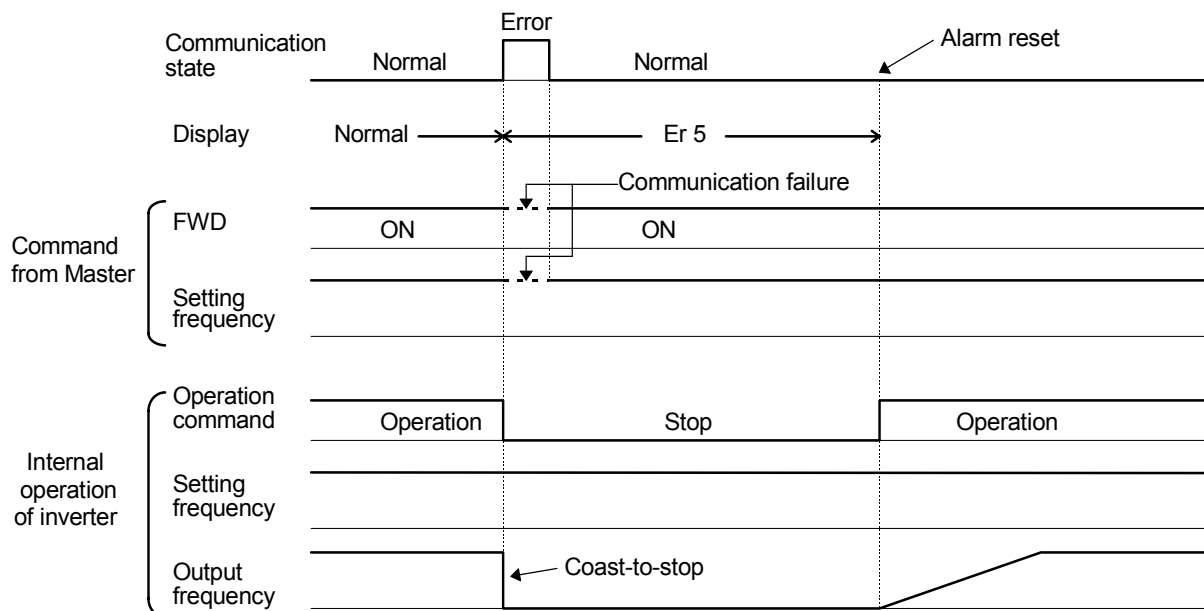 Error
Communication
state
Normal
Normal
Alarm reset
Display
Normal
Er 5
Communication failure
Command
from Master
FWD
ON
ON
Setting
frequency
Internal
operation
of inverter
Operation
command
Operation
Stop
Operation
Setting
frequency
Output
frequency
Coast-to-stop